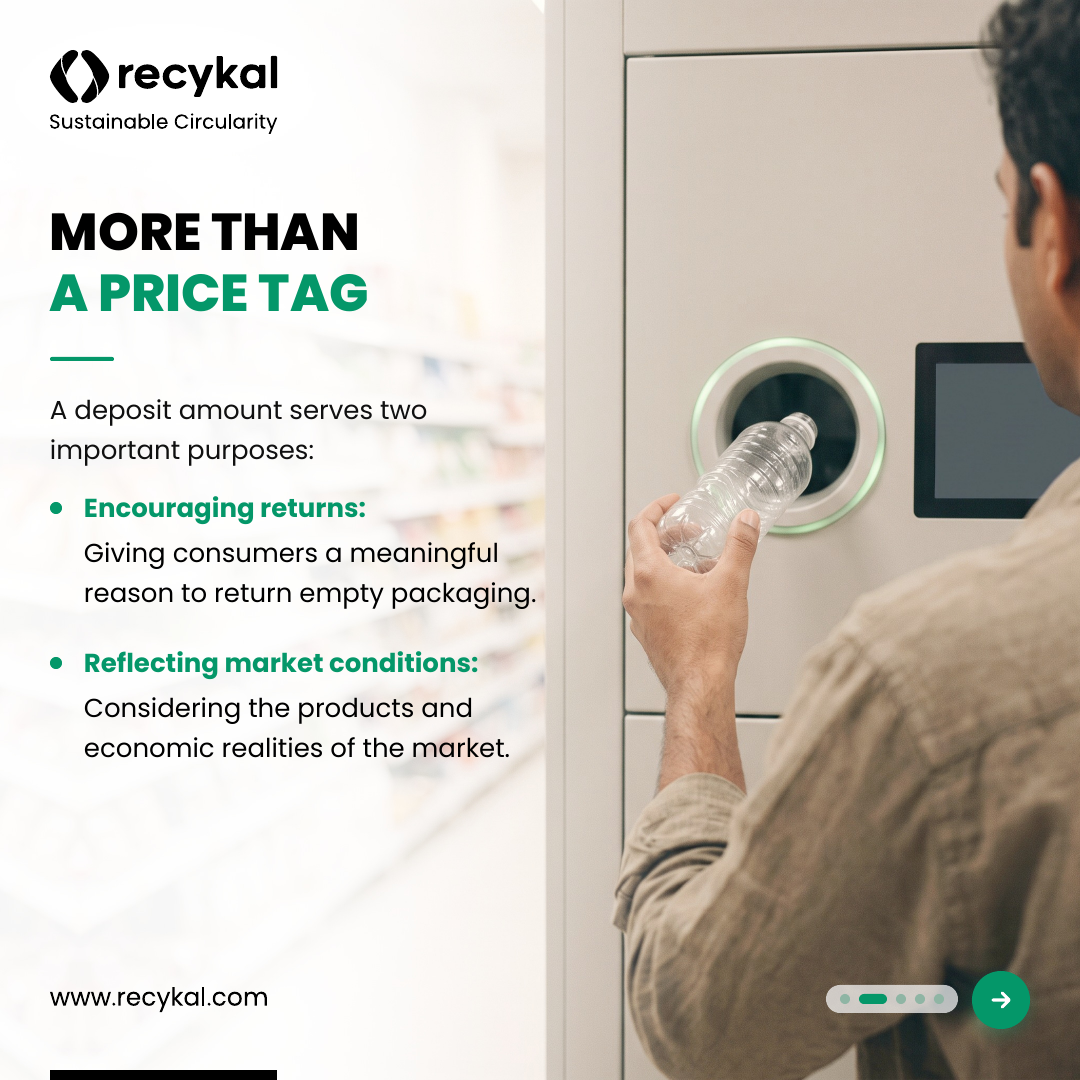 recykal
Sustainable Circularity
MORE THAN
A PRICE TAG
A deposit amount serves two
important purposes:
Encouraging returns:
Giving consumers a meaningful
reason to return empty packaging.
Reflecting market conditions:
Considering the products and
economic realities of the market.
www.recykal.com